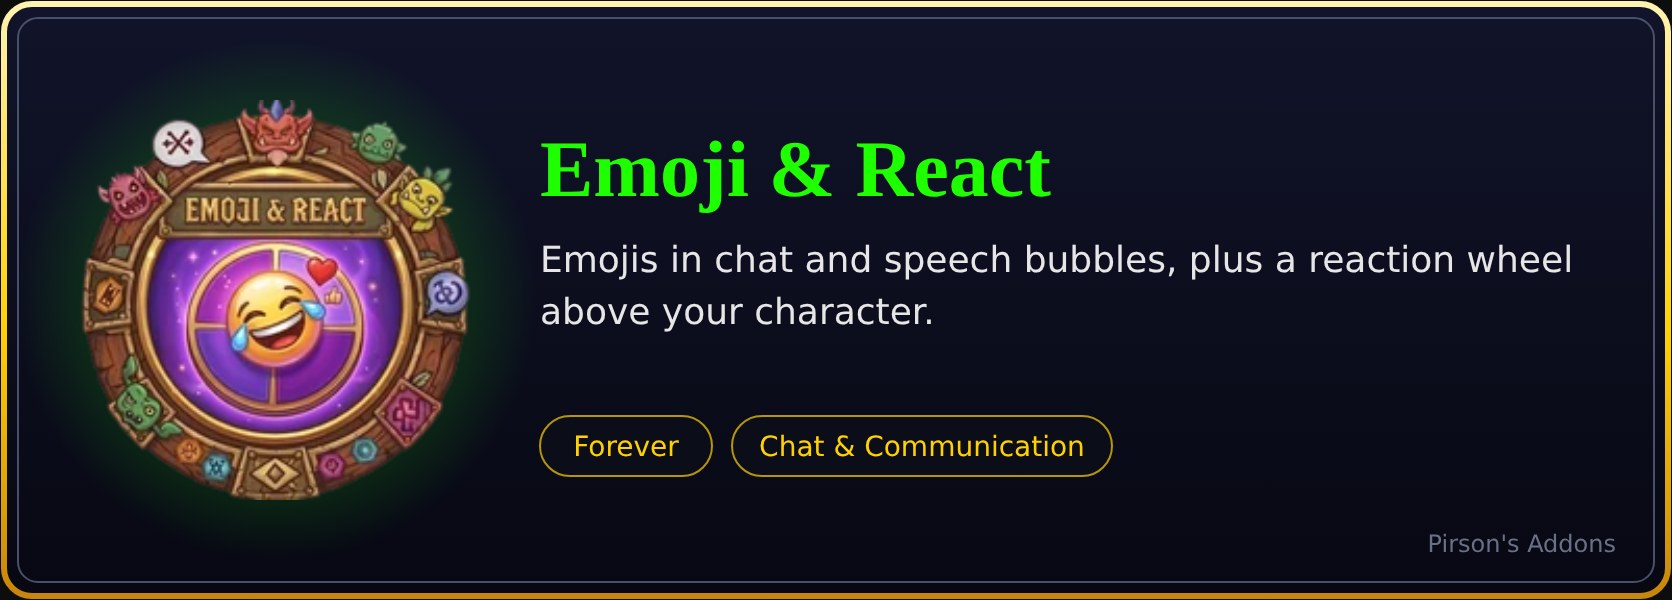 EMOJI & REACT
Emoji & React
Emojis in chat and speech bubbles, plus a reaction wheel
above your character.
Forever
Chat & Communication
Pirson's Addons